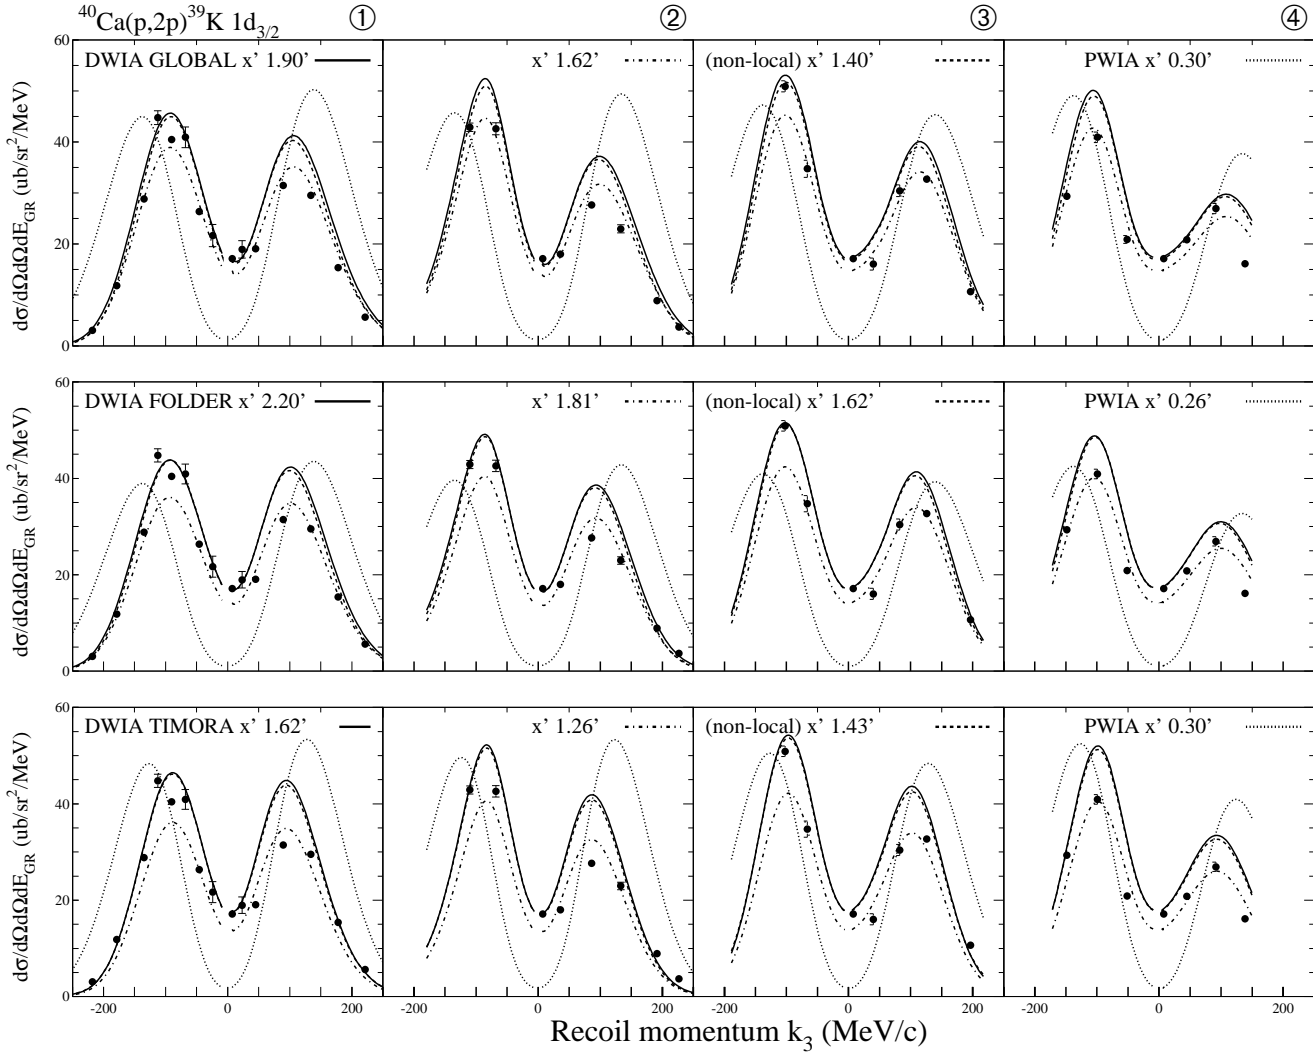 ⁴⁰Ca(p,2p)³⁹K 1d₃/₂ ① ② ③ ④
60
DWIA GLOBAL x' 1.90' x' 1.62' (non-local) x' 1.40' PWIA x' 0.30'
40
20
0
dσ/dΩdΩdE_GR (ub/sr²/MeV)
60
DWIA FOLDER x' 2.20' x' 1.81' (non-local) x' 1.62' PWIA x' 0.26'
40
20
0
dσ/dΩdΩdE_GR (ub/sr²/MeV)
60
DWIA TIMORA x' 1.62' x' 1.26' (non-local) x' 1.43' PWIA x' 0.30'
40
20
0
dσ/dΩdΩdE_GR (ub/sr²/MeV)
-200 0 200 -200 0 200 -200 0 200 -200 0 200
Recoil momentum k₃ (MeV/c)